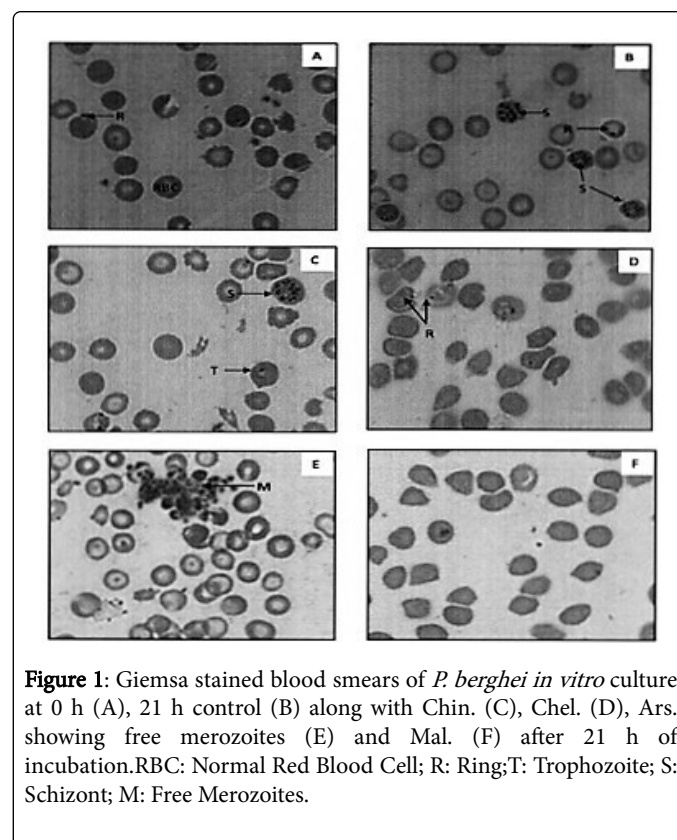 A
B
R
RBC
S
R
S
C
D
S
T
R
E
F
M
Figure 1: Giemsa stained blood smears of P. berghei in vitro culture
at 0 h (A), 21 h control (B) along with Chin. (C), Chel. (D), Ars.
showing free merozoites (E) and Mal. (F) after 21 h of
incubation.RBC: Normal Red Blood Cell; R: Ring;T: Trophozoite; S:
Schizont; M: Free Merozoites.